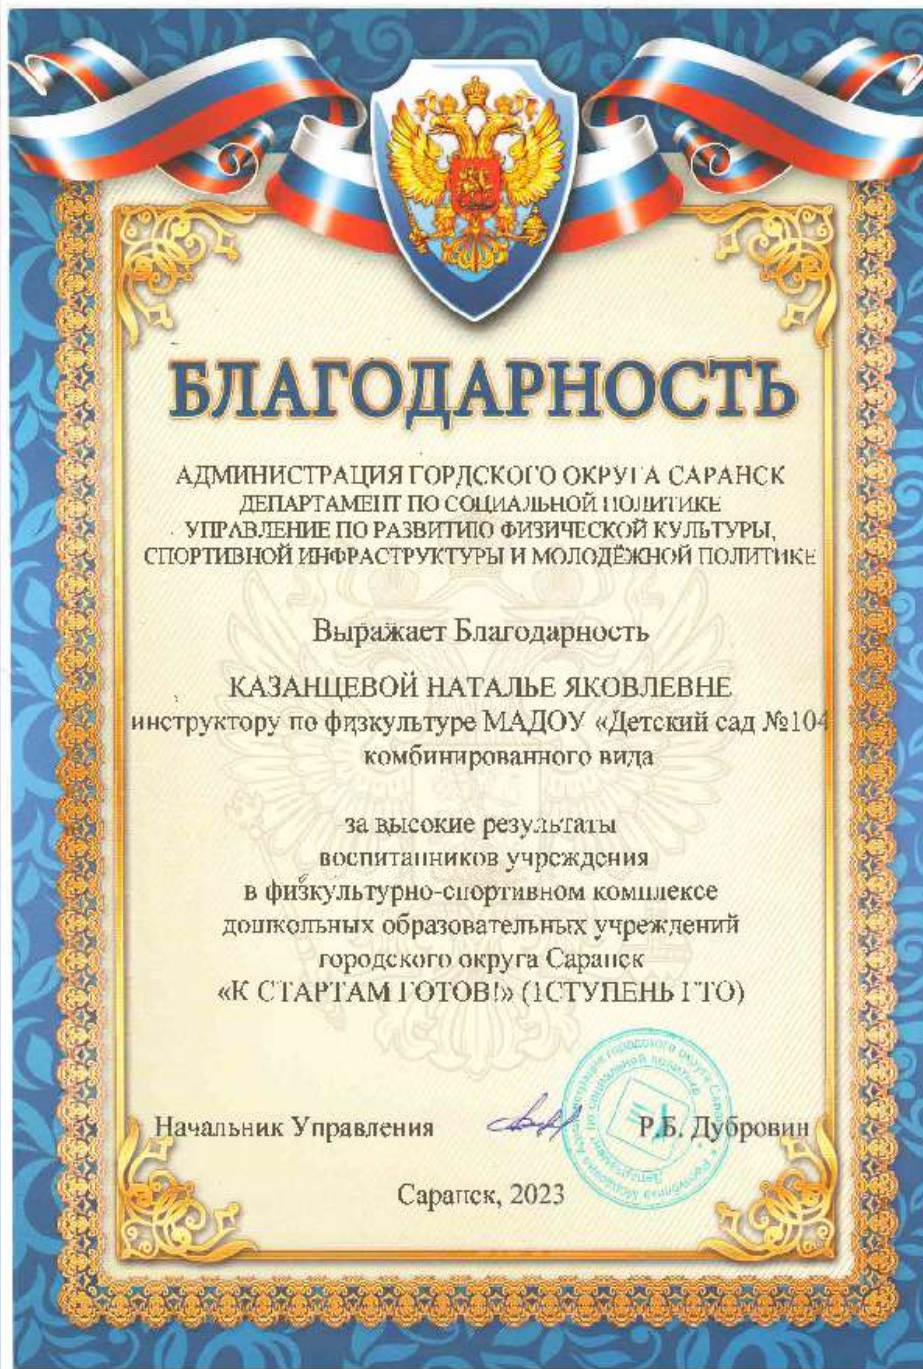 БЛАГОДАРНОСТЬ
АДМИНИСТРАЦИЯ ГОРДСКОГО ОКРУГА САРАНСК
ДЕПАРТАМЕНТ ПО СОЦИАЛЬНОЙ ПОЛИТИКЕ
УПРАВЛЕНИЕ ПО РАЗВИТИЮ ФИЗИЧЕСКОЙ КУЛЬТУРЫ,
СПОРТИВНОЙ ИНФРАСТРУКТУРЫ И МОЛОДЁЖНОЙ ПОЛИТИКЕ
Выражает Благодарность
КАЗАНЦЕВОЙ НАТАЛЬЕ ЯКОВЛЕВНЕ
инструктору по физкультуре МАДОУ «Детский сад №104
комбинированного вида
за высокие результаты
воспитанников учреждения
в физкультурно-спортивном комплексе
дошкольных образовательных учреждений
городского округа Саранск
«К СТАРТАМ ГОТОВ!» (1СТУПЕНЬ ГТО)
Начальник Управления Р.Б. Дубровин
Саранск, 2023